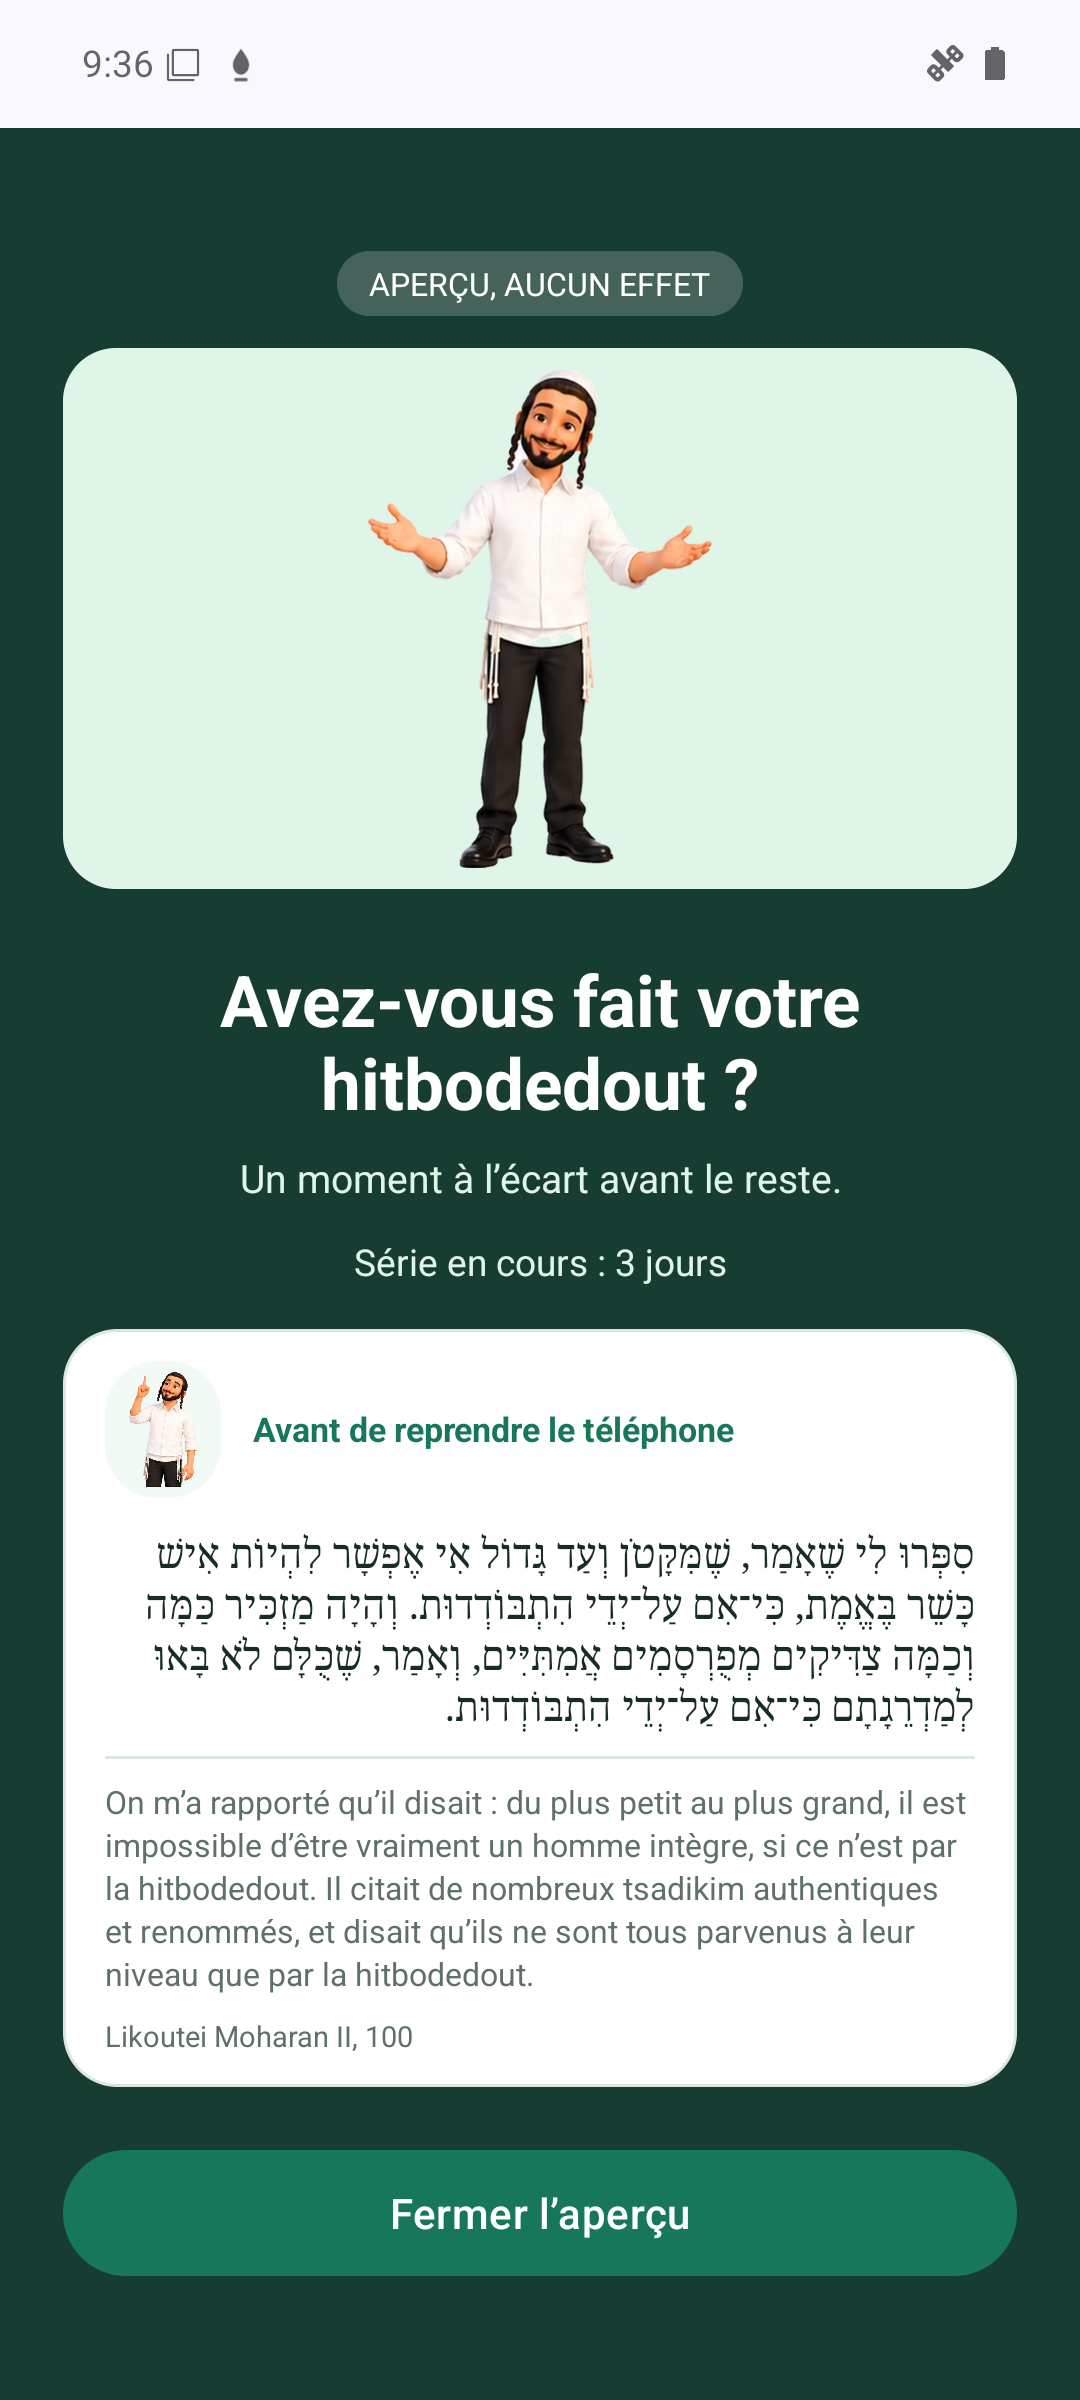 9:36
APERÇU, AUCUN EFFET
Avez-vous fait votre
hitbodedout ?
Un moment à l’écart avant le reste.
Série en cours : 3 jours
Avant de reprendre le téléphone
סִפְּרוּ לִי שֶׁאָמַר, שֶׁמִּקָּטֹן וְעַד גָּדוֹל אִי אֶפְשָׁר לִהְיוֹת אִישׁ
כָּשֵׁר בֶּאֱמֶת, כִּי־אִם עַל־יְדֵי הִתְבּוֹדְדוּת. וְהָיָה מַזְכִּיר כַּמָּה
וְכַמָּה צַדִּיקִים מְפֻרְסָמִים אֲמִתִּיִּים, וְאָמַר, שֶׁכֻּלָּם לֹא בָּאוּ
לְמַדְרֵגָתָם כִּי־אִם עַל־יְדֵי הִתְבּוֹדְדוּת.
On m’a rapporté qu’il disait : du plus petit au plus grand, il est
impossible d’être vraiment un homme intègre, si ce n’est par
la hitbodedout. Il citait de nombreux tsadikim authentiques
et renommés, et disait qu’ils ne sont tous parvenus à leur
niveau que par la hitbodedout.
Likoutei Moharan II, 100
Fermer l’aperçu